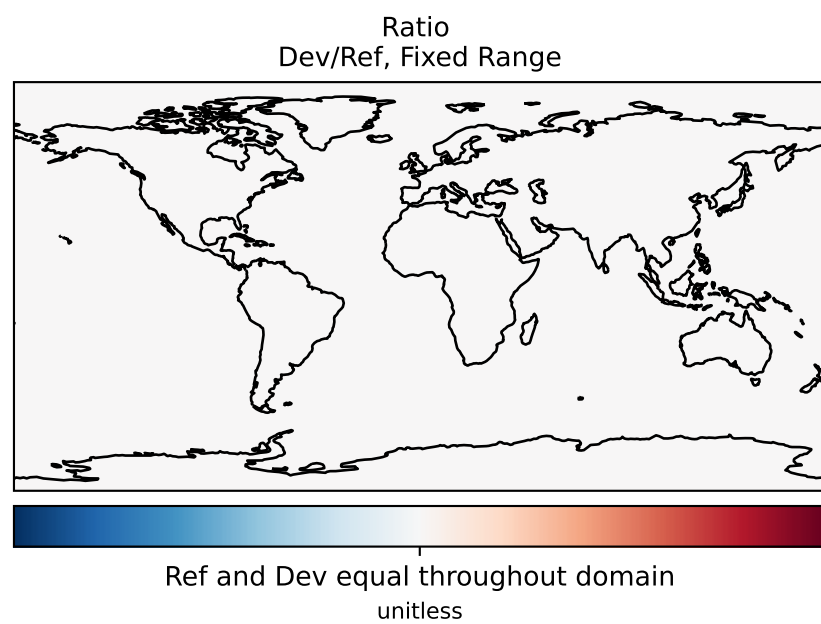 Ratio
Dev/Ref, Fixed Range
Ref and Dev equal throughout domain
unitless